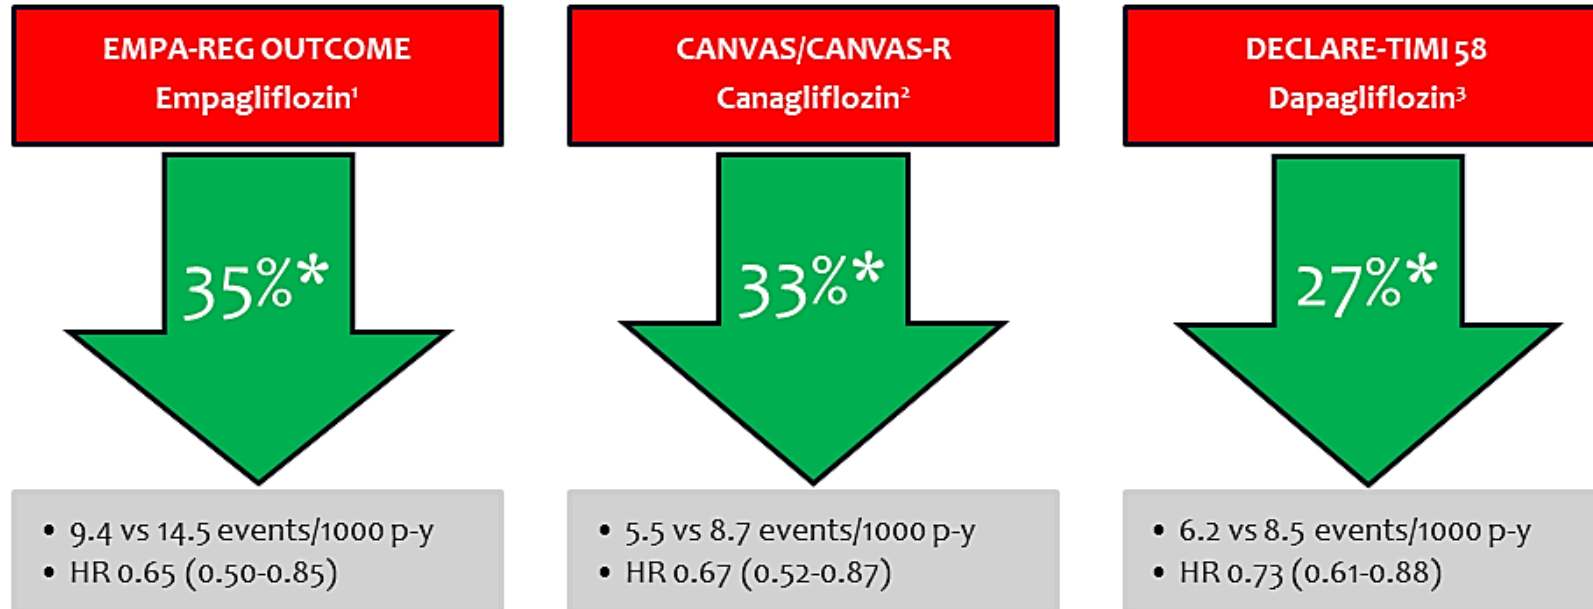 EMPA-REG OUTCOME
Empagliflozin¹
35%*
• 9.4 vs 14.5 events/1000 p-y
• HR 0.65 (0.50-0.85)
CANVAS/CANVAS-R
Canagliflozin²
33%*
• 5.5 vs 8.7 events/1000 p-y
• HR 0.67 (0.52-0.87)
DECLARE-TIMI 58
Dapagliflozin³
27%*
• 6.2 vs 8.5 events/1000 p-y
• HR 0.73 (0.61-0.88)